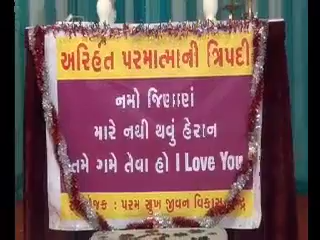 અરિહંત પરમાત્માની ત્રિપદી
નમો જિણાણં
મારે નથી થવું હેરાન
તમે ગમે તેવા હો I Love You
: પરમ સુખ જીવન વિકાસ